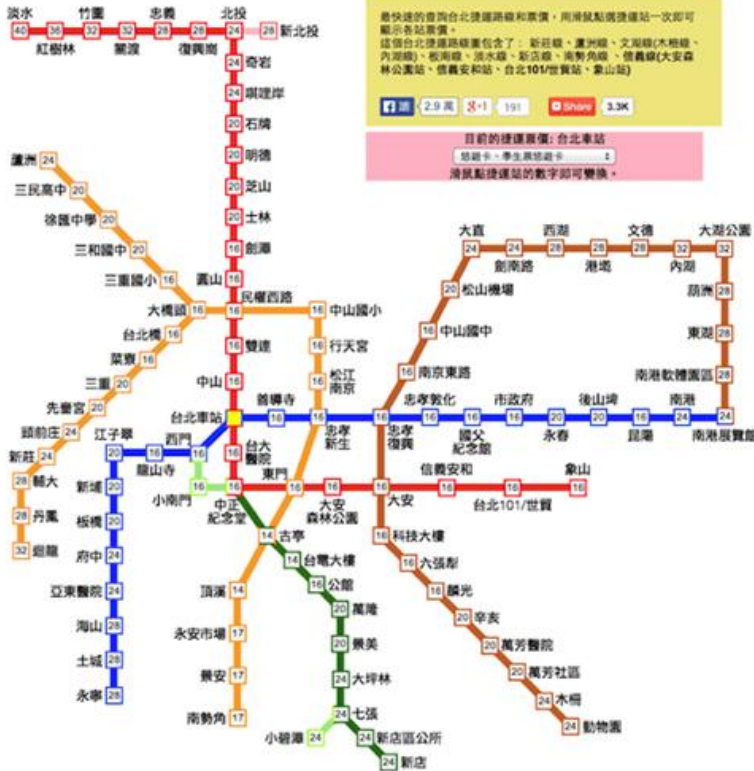 最快速的查詢台北捷運路線和票價，用滑鼠點選捷運站一次即可
顯示各站票價。
這個台北捷運路線圖包含了：新莊線、蘆洲線、文湖線(木柵線、
內湖線)、板南線、淡水線、新店線、南勢角線、信義線(大安森
林公園站、信義安和站、台北101/世貿站、象山站)
讚 2.9 萬 g+1 191 Share 3.3K
目前的捷運票價: 台北車站
悠遊卡、學生票悠遊卡
滑鼠點捷運站的數字即可變換。
淡水 40
紅樹林 36
竹圍 32
關渡 32
忠義 28
復興崗 28
北投 24
新北投 28
奇岩 24
唭哩岸 24
石牌 20
明德 20
芝山 20
士林 20
劍潭 16
圓山 16
民權西路 16
雙連 16
中山 16
台北車站
台大醫院 16
中正紀念堂 16
東門 16
大安森林公園 16
大安 16
信義安和 16
台北101/世貿 16
象山 16
蘆洲 24
三民高中 20
徐匯中學 20
三和國中 20
三重國小 16
大橋頭 16
台北橋 16
菜寮 16
三重 20
先嗇宮 20
頭前庄 24
新莊 24
輔大 28
丹鳳 28
迴龍 32
中山國小 16
行天宮 16
松江南京 16
忠孝新生 16
古亭 14
頂溪 14
永安市場 17
景安 17
南勢角 17
善導寺 16
忠孝復興 16
忠孝敦化 16
國父紀念館 16
市政府 16
永春 20
後山埤 20
昆陽 16
南港 24
南港展覽館 24
西門 16
小南門 16
龍山寺 16
江子翠 20
新埔 20
板橋 20
府中 24
亞東醫院 24
海山 28
土城 28
永寧 28
台電大樓 14
公館 16
萬隆 20
景美 20
大坪林 24
七張 24
小碧潭 24
新店區公所 24
新店 24
大直 24
劍南路 24
西湖 28
港墘 28
文德 28
內湖 32
大湖公園 32
葫洲 28
東湖 28
南港軟體園區 28
松山機場 20
中山國中 16
南京東路 16
科技大樓 16
六張犁 16
麟光 16
辛亥 20
萬芳醫院 20
萬芳社區 20
木柵 24
動物園 24